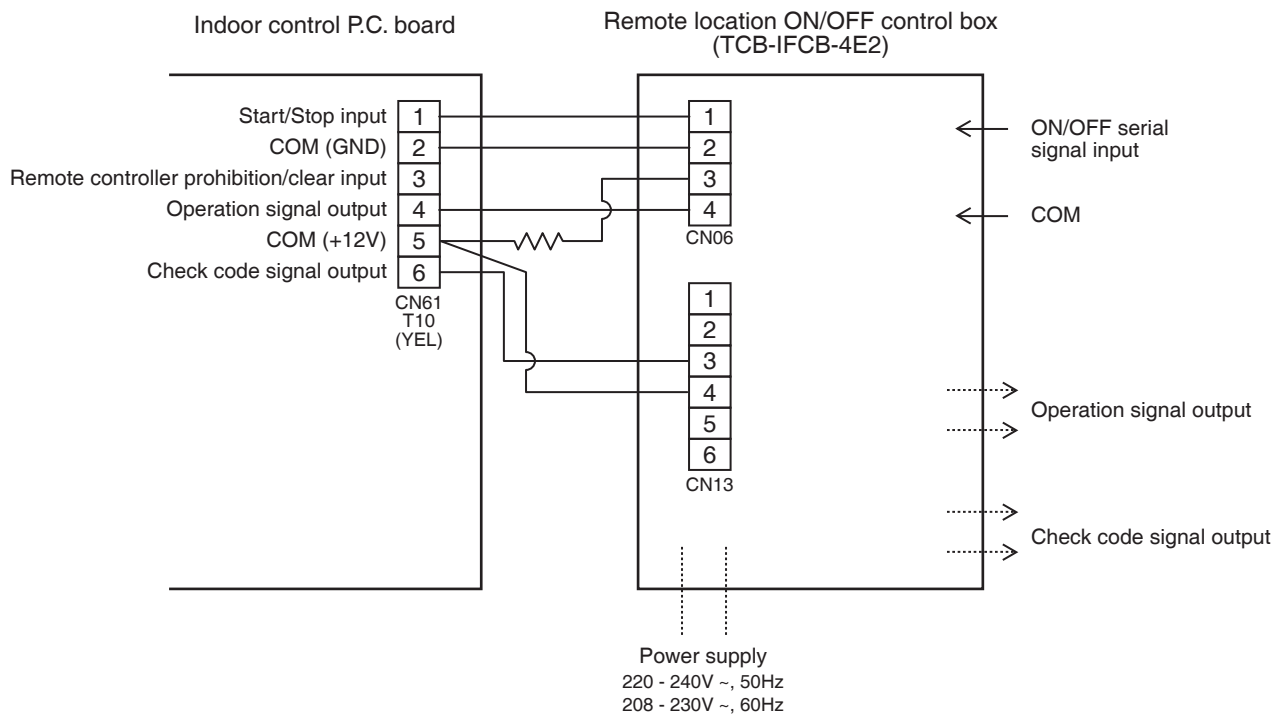 Indoor control P.C. board
Remote location ON/OFF control box
(TCB-IFCB-4E2)
Start/Stop input 1
COM (GND) 2
Remote controller prohibition/clear input 3
Operation signal output 4
COM (+12V) 5
Check code signal output 6
CN61
T10
(YEL)
1
2
3
4
CN06
1
2
3
4
5
6
CN13
ON/OFF serial
signal input
COM
Operation signal output
Check code signal output
Power supply
220 - 240V ~, 50Hz
208 - 230V ~, 60Hz